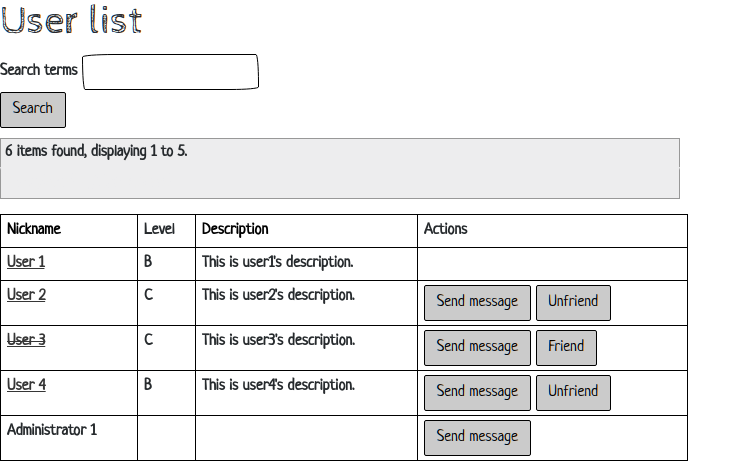 User list
Search terms
Search
6 items found, displaying 1 to 5.
Nickname Level Description Actions
User 1 B This is user1's description.
User 2 C This is user2's description. Send message Unfriend
User 3 C This is user3's description. Send message Friend
User 4 B This is user4's description. Send message Unfriend
Administrator 1 Send message